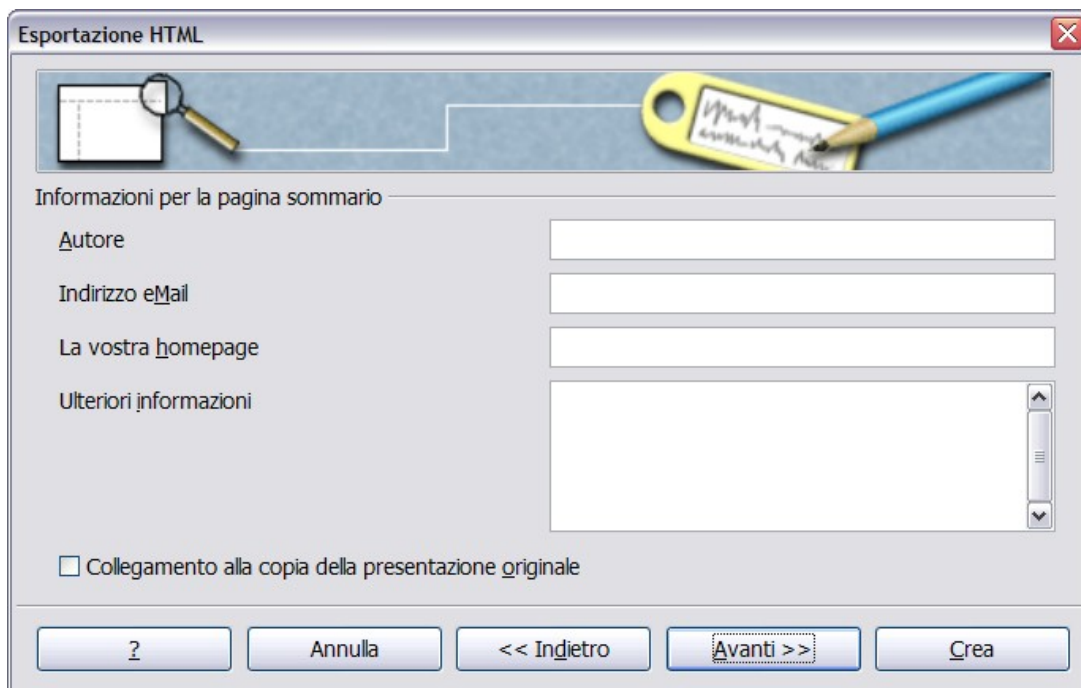 Esportazione HTML
Informazioni per la pagina sommario
Autore
Indirizzo eMail
La vostra homepage
Ulteriori informazioni
Collegamento alla copia della presentazione originale
? Annulla << Indietro Avanti >> Crea